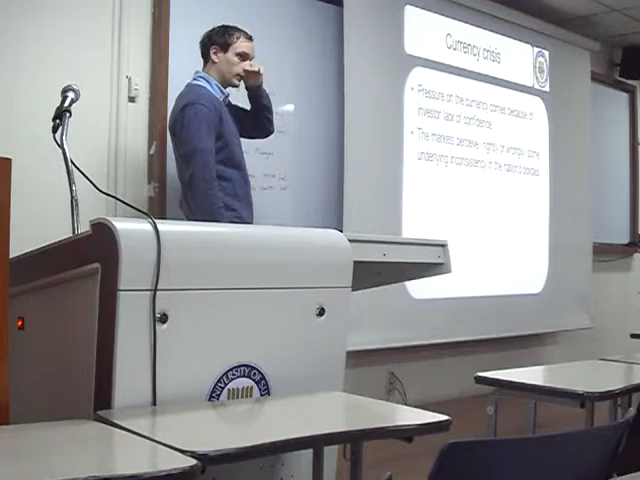 Currency crisis
• Pressure on the currency comes because of
investor lack of confidence.
• The markets perceive (rightly or wrongly) some
underlying inconsistency in the nation's policies.
UNIVERSITY OF SU